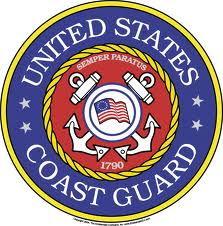 UNITED STATES
SEMPER PARATUS
1790
COAST GUARD